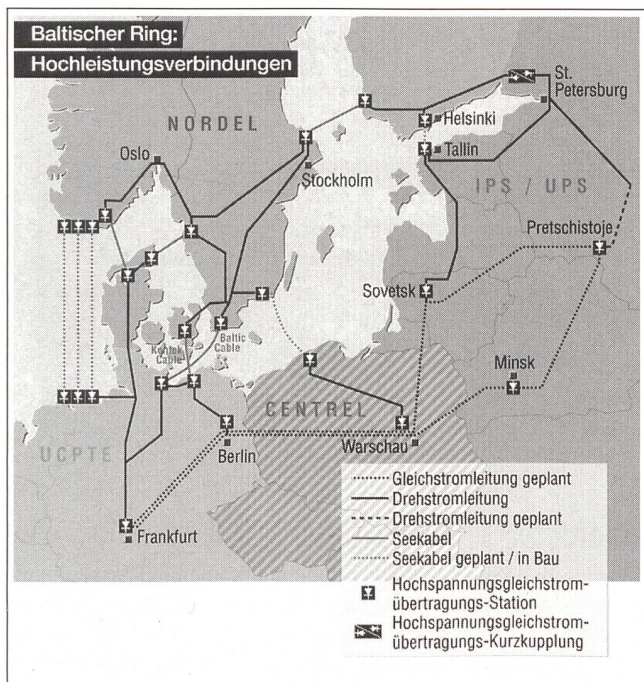 Baltischer Ring:
Hochleistungsverbindungen
St.
Petersburg
NORDEL
Helsinki
Oslo
Tallin
Stockholm
IPS / UPS
Pretschistoje
Sovetsk
Baltic
Cable
Kontek
Cable
Minsk
CENTREL
UCPTE
Berlin
Warschau
Frankfurt
Gleichstromleitung geplant
Drehstromleitung
Drehstromleitung geplant
Seekabel
Seekabel geplant / in Bau
Hochspannungsgleichstrom-
übertragungs-Station
Hochspannungsgleichstrom-
übertragungs-Kurzkupplung